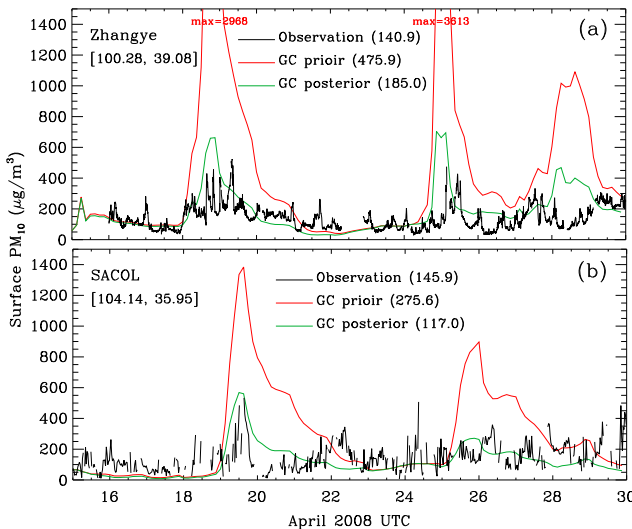 max=2968
max=3613
1400
Zhangye
Observation (140.9)
(a)
1200
[100.28, 39.08]
GC prioir (475.9)
1000
GC posterior (185.0)
800
600
400
200
0
Surface PM10 (μg/m3)
1400
SACOL
Observation (145.9)
(b)
1200
[104.14, 35.95]
GC prioir (275.6)
1000
GC posterior (117.0)
800
600
400
200
0
16 18 20 22 24 26 28 30
April 2008 UTC